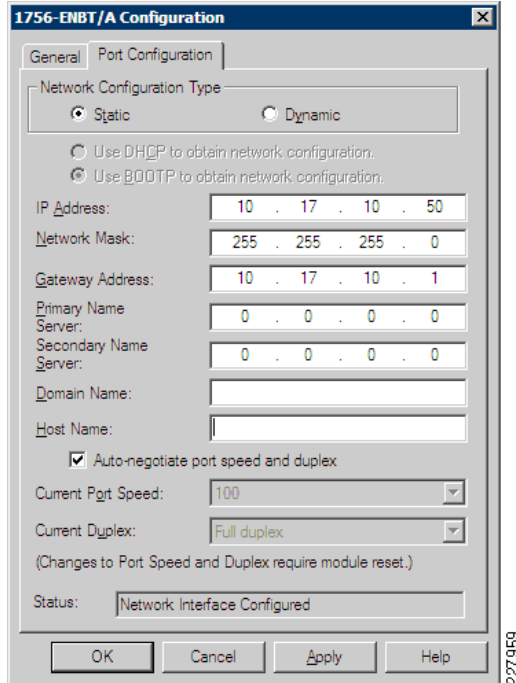 1756-ENBT/A Configuration
General
Port Configuration
Network Configuration Type
Static
Dynamic
Use DHCP to obtain network configuration.
Use BOOTP to obtain network configuration.
IP Address: 10 . 17 . 10 . 50
Network Mask: 255 . 255 . 255 . 0
Gateway Address: 10 . 17 . 10 . 1
Primary Name
Server: 0 . 0 . 0 . 0
Secondary Name
Server: 0 . 0 . 0 . 0
Domain Name:
Host Name:
Auto-negotiate port speed and duplex
Current Port Speed: 100
Current Duplex: Full duplex
(Changes to Port Speed and Duplex require module reset.)
Status: Network Interface Configured
OK
Cancel
Apply
Help
227959